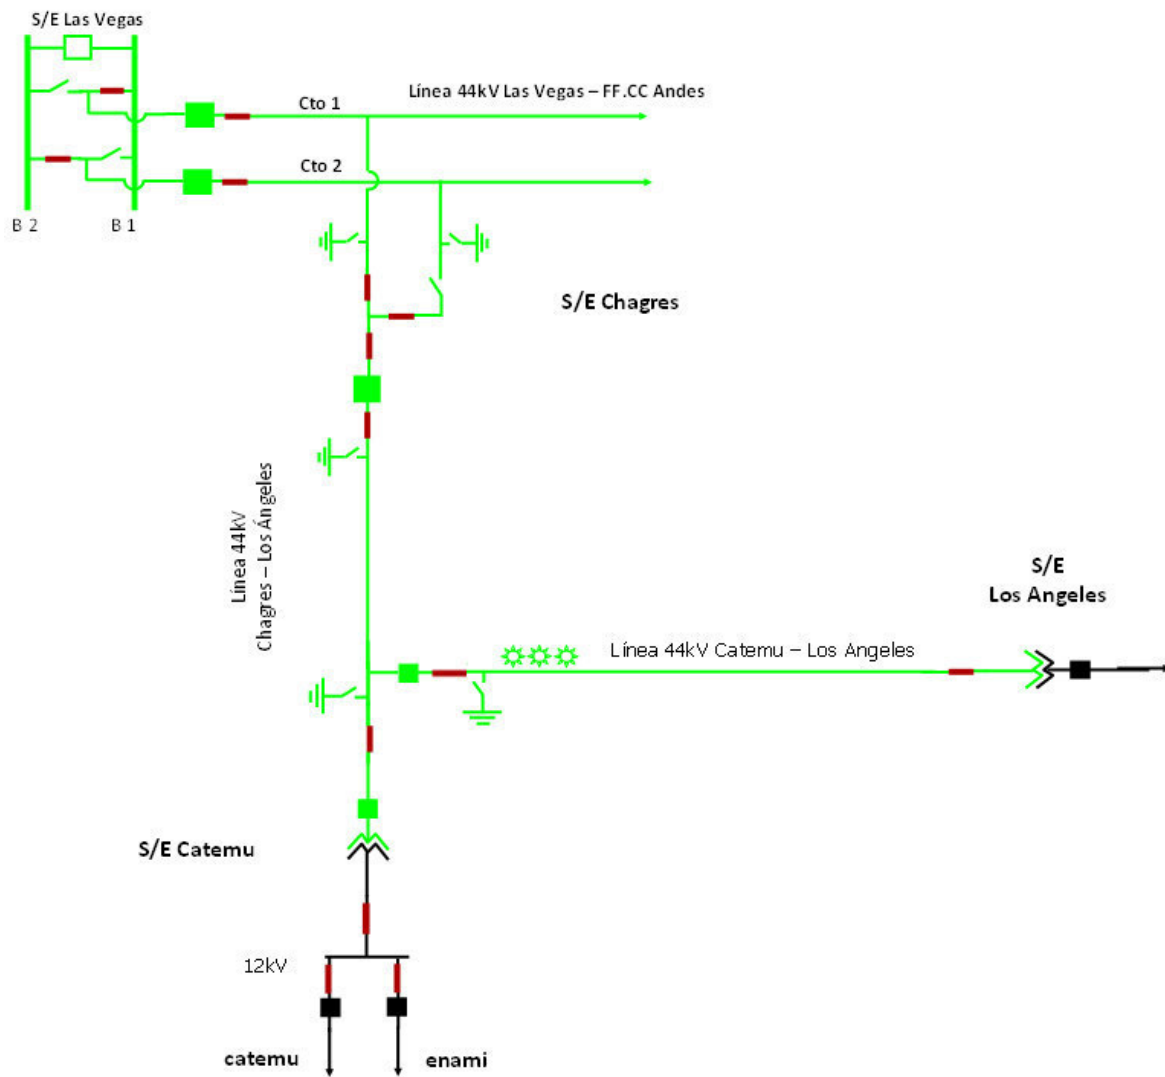 S/E Las Vegas
Cto 1
Línea 44kV Las Vegas – FF.CC Andes
Cto 2
B 2
B 1
S/E Chagres
Línea 44kV
Chagres – Los Ángeles
S/E
Los Angeles
Línea 44kV Catemu – Los Angeles
S/E Catemu
12kV
catemu
enami